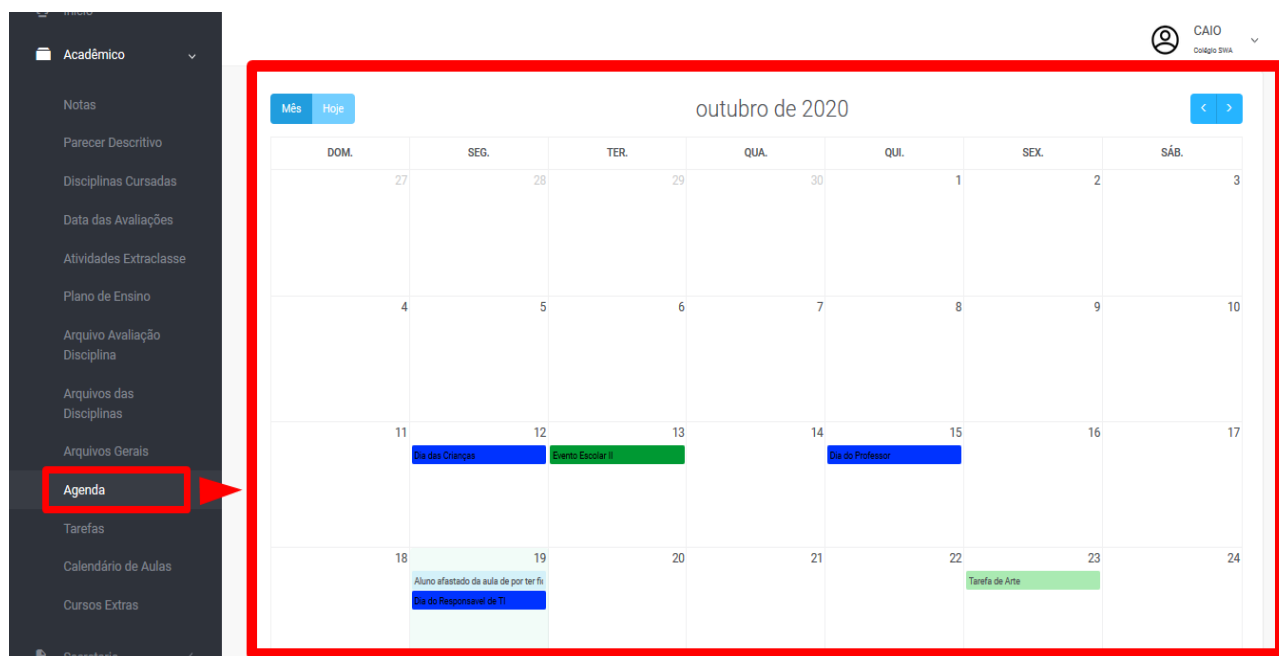 Início
Acadêmico
Notas
Parecer Descritivo
Disciplinas Cursadas
Data das Avaliações
Atividades Extraclasse
Plano de Ensino
Arquivo Avaliação
Disciplina
Arquivos das
Disciplinas
Arquivos Gerais
Agenda
Tarefas
Calendário de Aulas
Cursos Extras
Secretaria
CAIO
Colégio SWA
Mês Hoje
outubro de 2020
DOM. SEG. TER. QUA. QUI. SEX. SÁB.
27 28 29 30 1 2 3
4 5 6 7 8 9 10
11 12 13 14 15 16 17
Dia das Crianças Evento Escolar II Dia do Professor
18 19 20 21 22 23 24
Aluno afastado da aula de por ter fic
Tarefa de Arte
Dia do Responsavel de TI